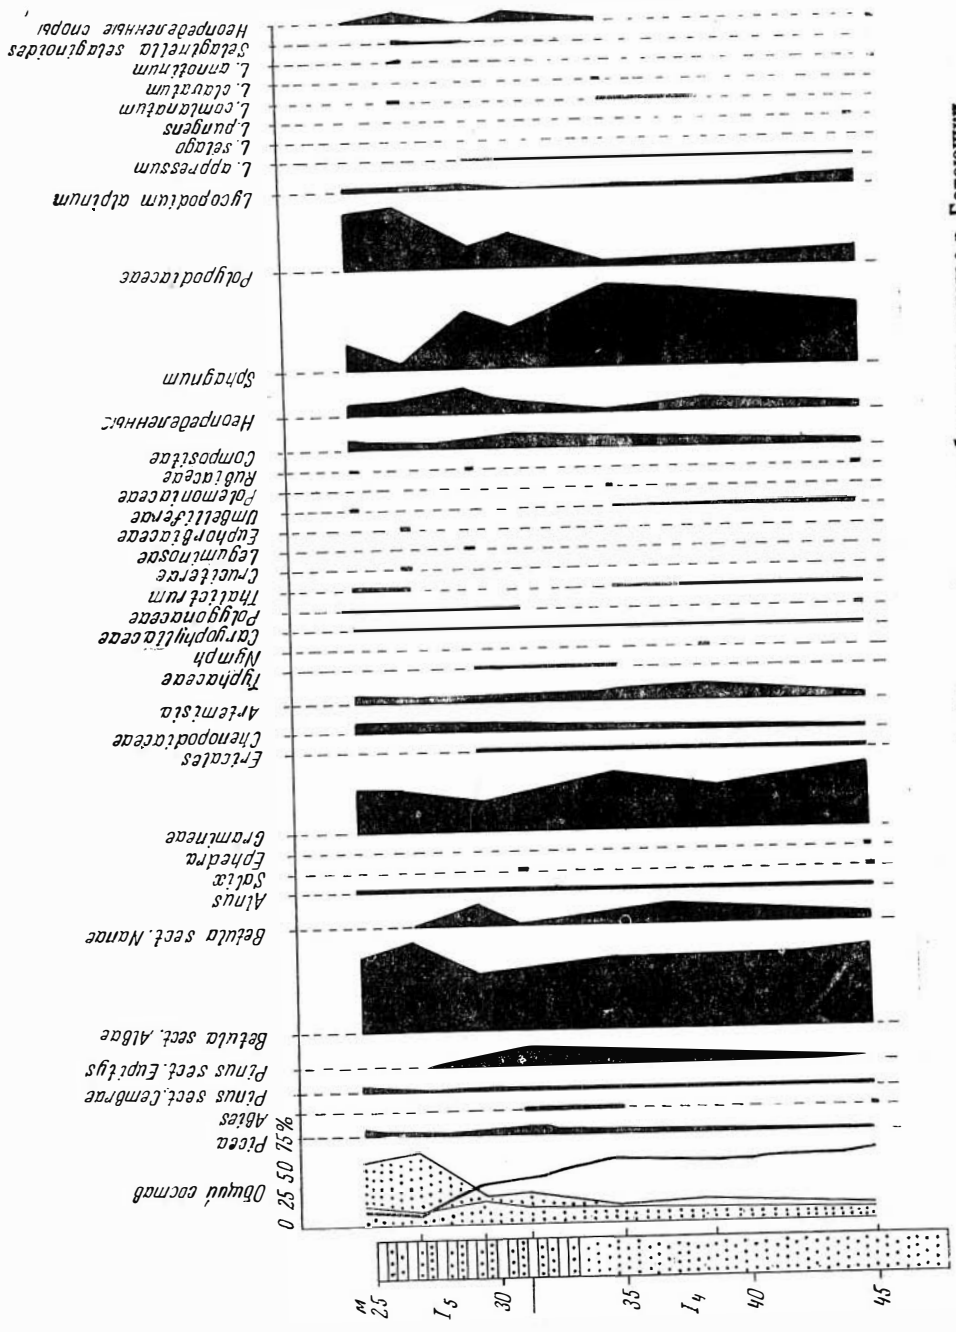 м
25
I₅
30
35
I₄
40
45
0 25 50 75%
Общий состав
Picea
Abies
Pinus sect. Cembrae
Pinus sect. Eupitys
Betula sect. Albae
Betula sect. Nanae
Alnus
Salix
Ephedra
Gramineae
Ericales
Chenopodiaceae
Artemisia
Typhaceae
Nymph
Caryophyllaceae
Polygonaceae
Thalictrum
Cruciferae
Leguminosae
Euphorbiaceae
Umbelliferae
Polemoniaceae
Rubiaceae
Compositae
Неопределенные
Sphagnum
Polypodiaceae
Lycopodium alpinum
L. appressum
L. selago
L. pungens
L. comlanatum
L. clavatum
L. annotinum
Selaginella selaginoides
Неопределенные споры